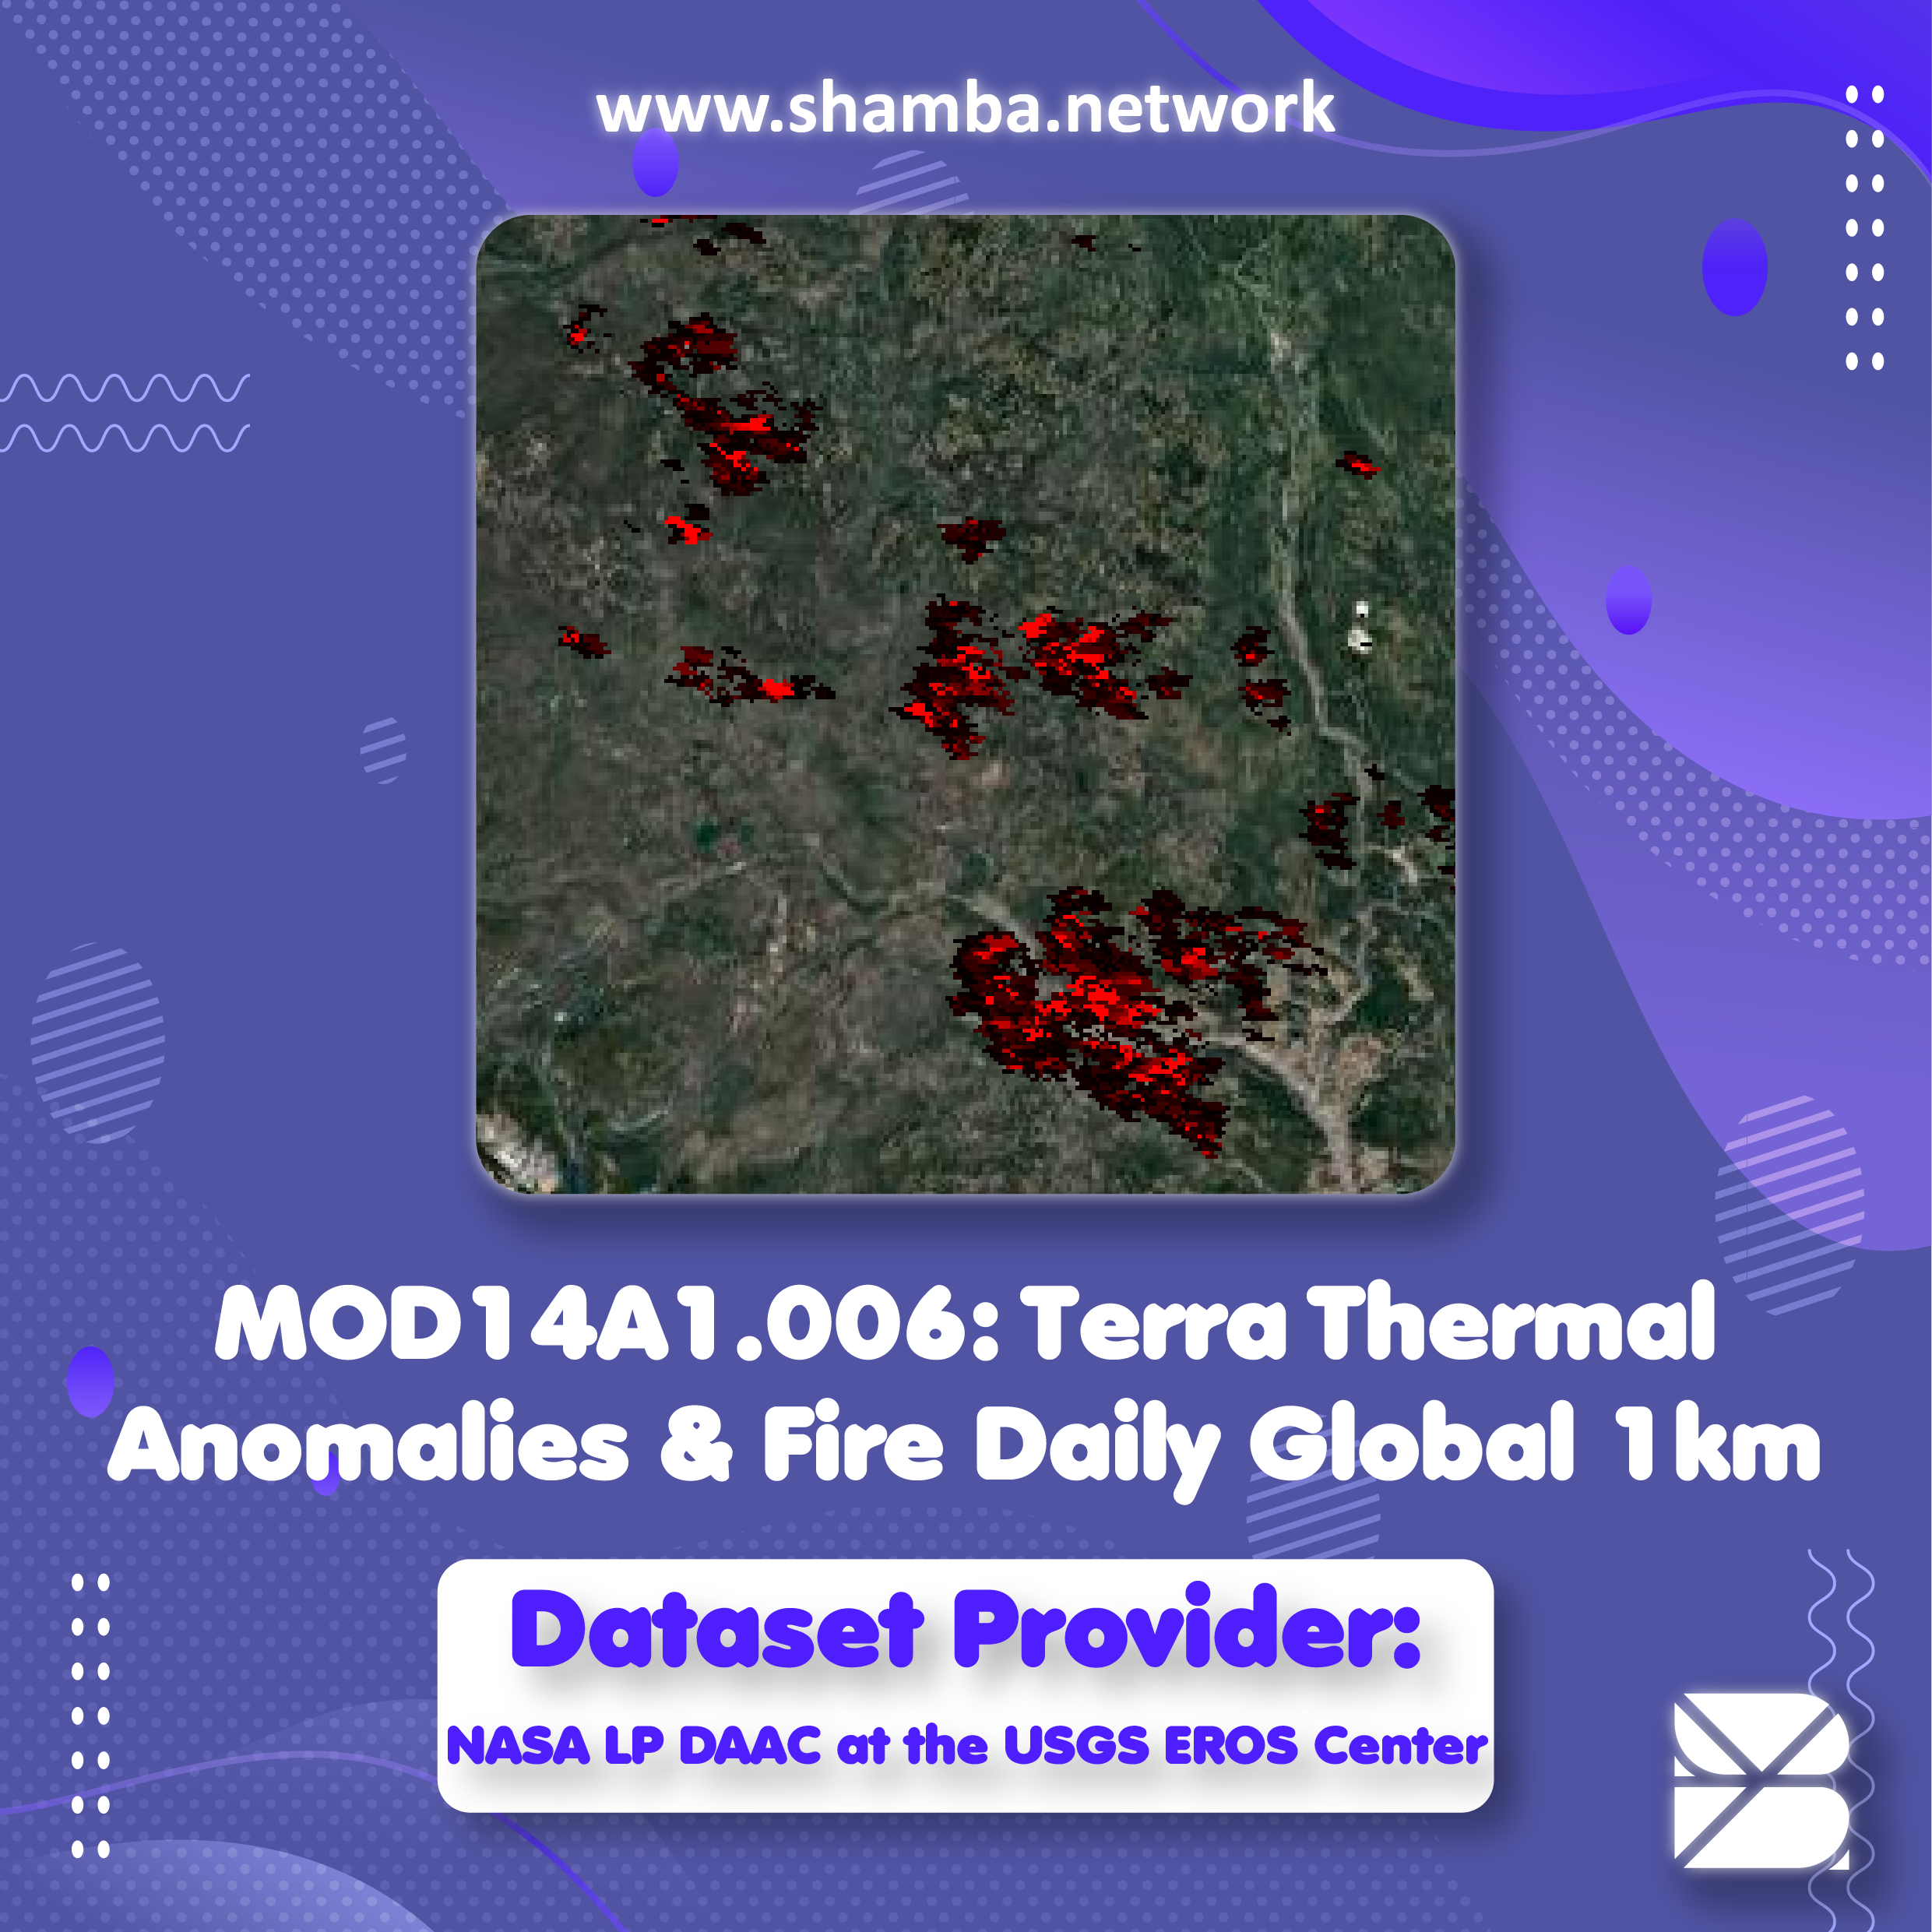 www.shamba.network
MOD14A1.006: Terra Thermal
Anomalies & Fire Daily Global 1km
Dataset Provider:
NASA LP DAAC at the USGS EROS Center